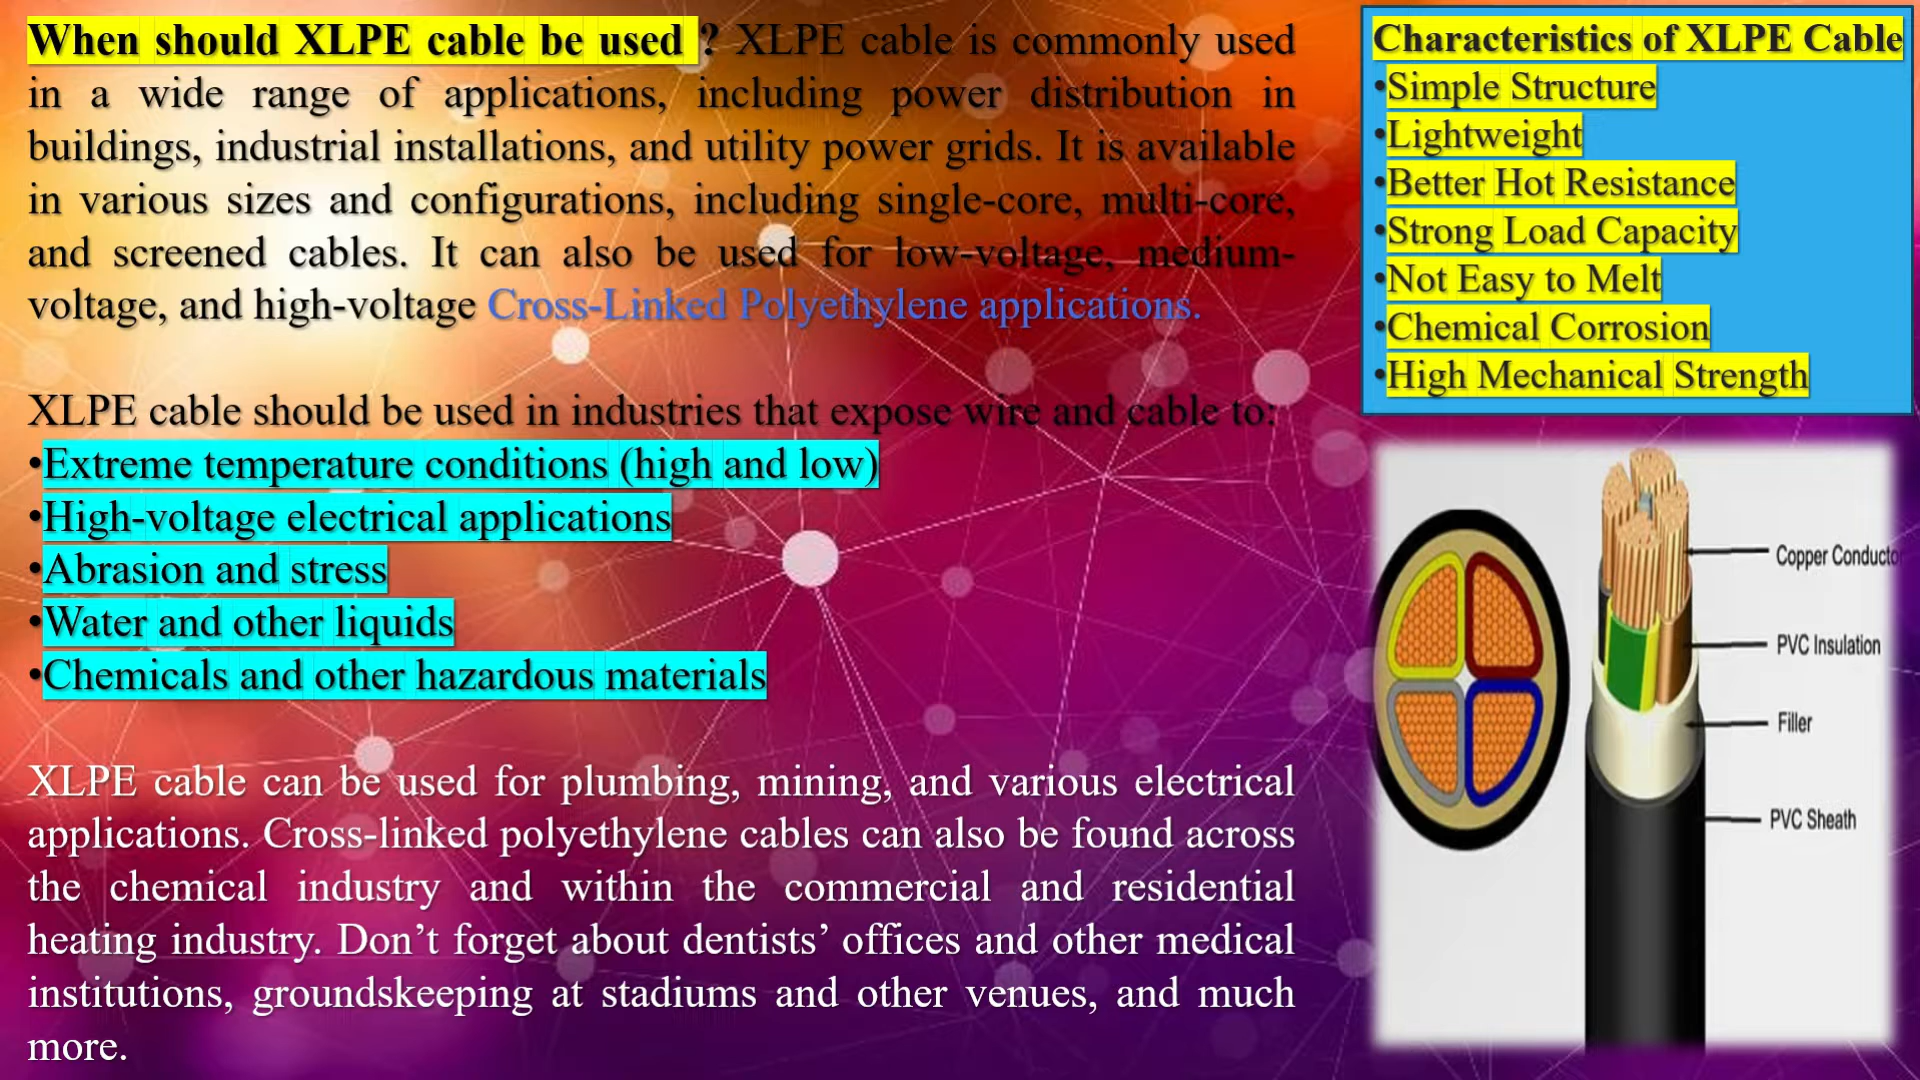 When should XLPE cable be used ? XLPE cable is commonly used
in a wide range of applications, including power distribution in
buildings, industrial installations, and utility power grids. It is available
in various sizes and configurations, including single-core, multi-core,
and screened cables. It can also be used for low-voltage, medium-
voltage, and high-voltage Cross-Linked Polyethylene applications.
XLPE cable should be used in industries that expose wire and cable to:
•Extreme temperature conditions (high and low)
•High-voltage electrical applications
•Abrasion and stress
•Water and other liquids
•Chemicals and other hazardous materials
XLPE cable can be used for plumbing, mining, and various electrical
applications. Cross-linked polyethylene cables can also be found across
the chemical industry and within the commercial and residential
heating industry. Don’t forget about dentists’ offices and other medical
institutions, groundskeeping at stadiums and other venues, and much
more.
Characteristics of XLPE Cable
•Simple Structure
•Lightweight
•Better Hot Resistance
•Strong Load Capacity
•Not Easy to Melt
•Chemical Corrosion
•High Mechanical Strength
Copper Conductor
PVC Insulation
Filler
PVC Sheath